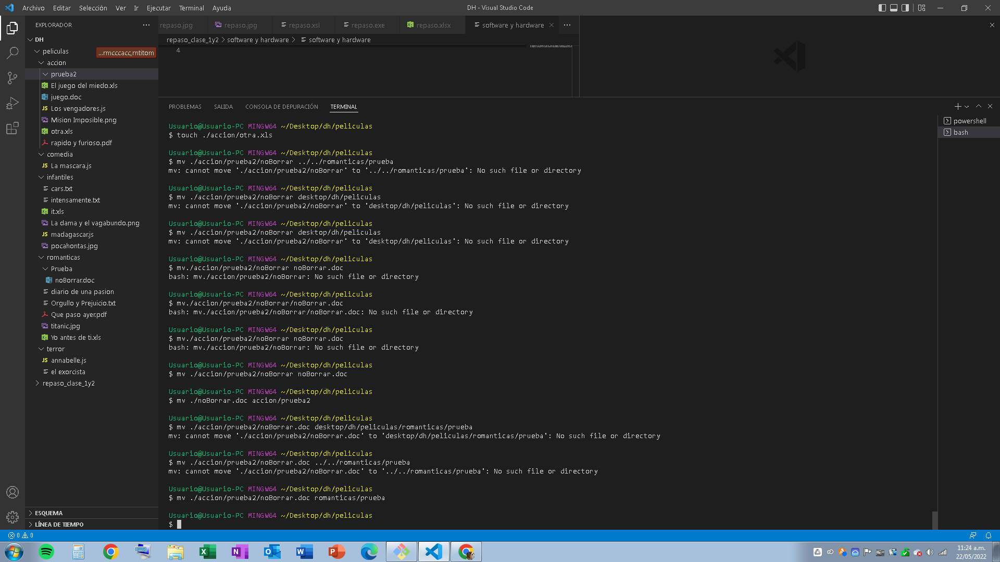 Archivo Editar Selección Ver Ir Ejecutar Terminal Ayuda
DH - Visual Studio Code
EXPLORADOR
repaso.jpg
repaso.jpg
repaso.xsl
repaso.exe
repaso.xlsx
software y hardware
repaso_clase_1y2 > software y hardware > software y hardware
4
DH
peliculas
...rmcccacc,rntitom
accion
prueba2
El juego del miedo.xls
juego.doc
Los vengadores.js
Mision Imposible.png
otra.xls
rapido y furioso.pdf
comedia
La mascara.js
infantiles
cars.txt
intensamente.txt
it.xls
La dama y el vagabundo.png
madagascar.js
pocahontas.jpg
romanticas
Prueba
noBorrar.doc
diario de una pasion
Orgullo y Prejuicio.txt
Que paso ayer.pdf
titanic.jpg
Yo antes de ti.xls
terror
annabelle.js
el exorcista
repaso_clase_1y2
ESQUEMA
LÍNEA DE TIEMPO
PROBLEMAS SALIDA CONSOLA DE DEPURACIÓN TERMINAL
powershell
bash
Usuario@Usuario-PC MINGW64 ~/Desktop/dh/peliculas
$ touch ./accion/otra.xls
Usuario@Usuario-PC MINGW64 ~/Desktop/dh/peliculas
$ mv ./accion/prueba2/noBorrar ../../romanticas/prueba
mv: cannot move './accion/prueba2/noBorrar' to '../../romanticas/prueba': No such file or directory
Usuario@Usuario-PC MINGW64 ~/Desktop/dh/peliculas
$ mv ./accion/prueba2/noBorrar desktop/dh/peliculas
mv: cannot move './accion/prueba2/noBorrar' to 'desktop/dh/peliculas': No such file or directory
Usuario@Usuario-PC MINGW64 ~/Desktop/dh/peliculas
$ mv ./accion/prueba2/noBorrar desktop/dh/peliculas
mv: cannot move './accion/prueba2/noBorrar' to 'desktop/dh/peliculas': No such file or directory
Usuario@Usuario-PC MINGW64 ~/Desktop/dh/peliculas
$ mv./accion/prueba2/noBorrar noBorrar.doc
bash: mv./accion/prueba2/noBorrar: No such file or directory
Usuario@Usuario-PC MINGW64 ~/Desktop/dh/peliculas
$ mv./accion/prueba2/noBorrar/noBorrar.doc
bash: mv./accion/prueba2/noBorrar/noBorrar.doc: No such file or directory
Usuario@Usuario-PC MINGW64 ~/Desktop/dh/peliculas
$ mv./accion/prueba2/noBorrar noBorrar.doc
bash: mv./accion/prueba2/noBorrar: No such file or directory
Usuario@Usuario-PC MINGW64 ~/Desktop/dh/peliculas
$ mv ./accion/prueba2/noBorrar noBorrar.doc
Usuario@Usuario-PC MINGW64 ~/Desktop/dh/peliculas
$ mv ./noBorrar.doc accion/prueba2
Usuario@Usuario-PC MINGW64 ~/Desktop/dh/peliculas
$ mv ./accion/prueba2/noBorrar.doc desktop/dh/peliculas/romanticas/prueba
mv: cannot move './accion/prueba2/noBorrar.doc' to 'desktop/dh/peliculas/romanticas/prueba': No such file or directory
Usuario@Usuario-PC MINGW64 ~/Desktop/dh/peliculas
$ mv ./accion/prueba2/noBorrar.doc ../../romanticas/prueba
mv: cannot move './accion/prueba2/noBorrar.doc' to '../../romanticas/prueba': No such file or directory
Usuario@Usuario-PC MINGW64 ~/Desktop/dh/peliculas
$ mv ./accion/prueba2/noBorrar.doc romanticas/prueba
Usuario@Usuario-PC MINGW64 ~/Desktop/dh/peliculas
$
0 0
11:24 a.m.
22/05/2022